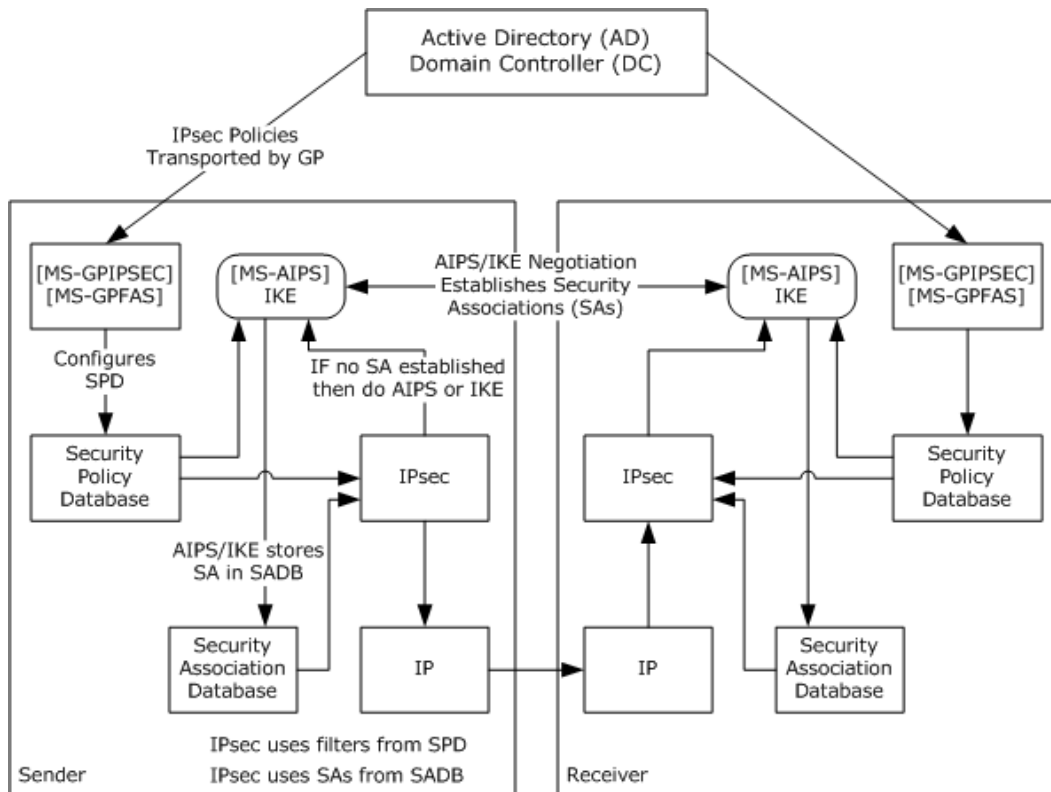 Active Directory (AD)
Domain Controller (DC)
IPsec Policies
Transported by GP
[MS-GPIPSEC]
[MS-GPFAS]
[MS-AIPS]
IKE
AIPS/IKE Negotiation
Establishes Security
Associations (SAs)
[MS-AIPS]
IKE
[MS-GPIPSEC]
[MS-GPFAS]
Configures
SPD
IF no SA established
then do AIPS or IKE
Security
Policy
Database
IPsec
IPsec
Security
Policy
Database
AIPS/IKE stores
SA in SADB
Security
Association
Database
IP
IP
Security
Association
Database
IPsec uses filters from SPD
IPsec uses SAs from SADB
Sender
Receiver